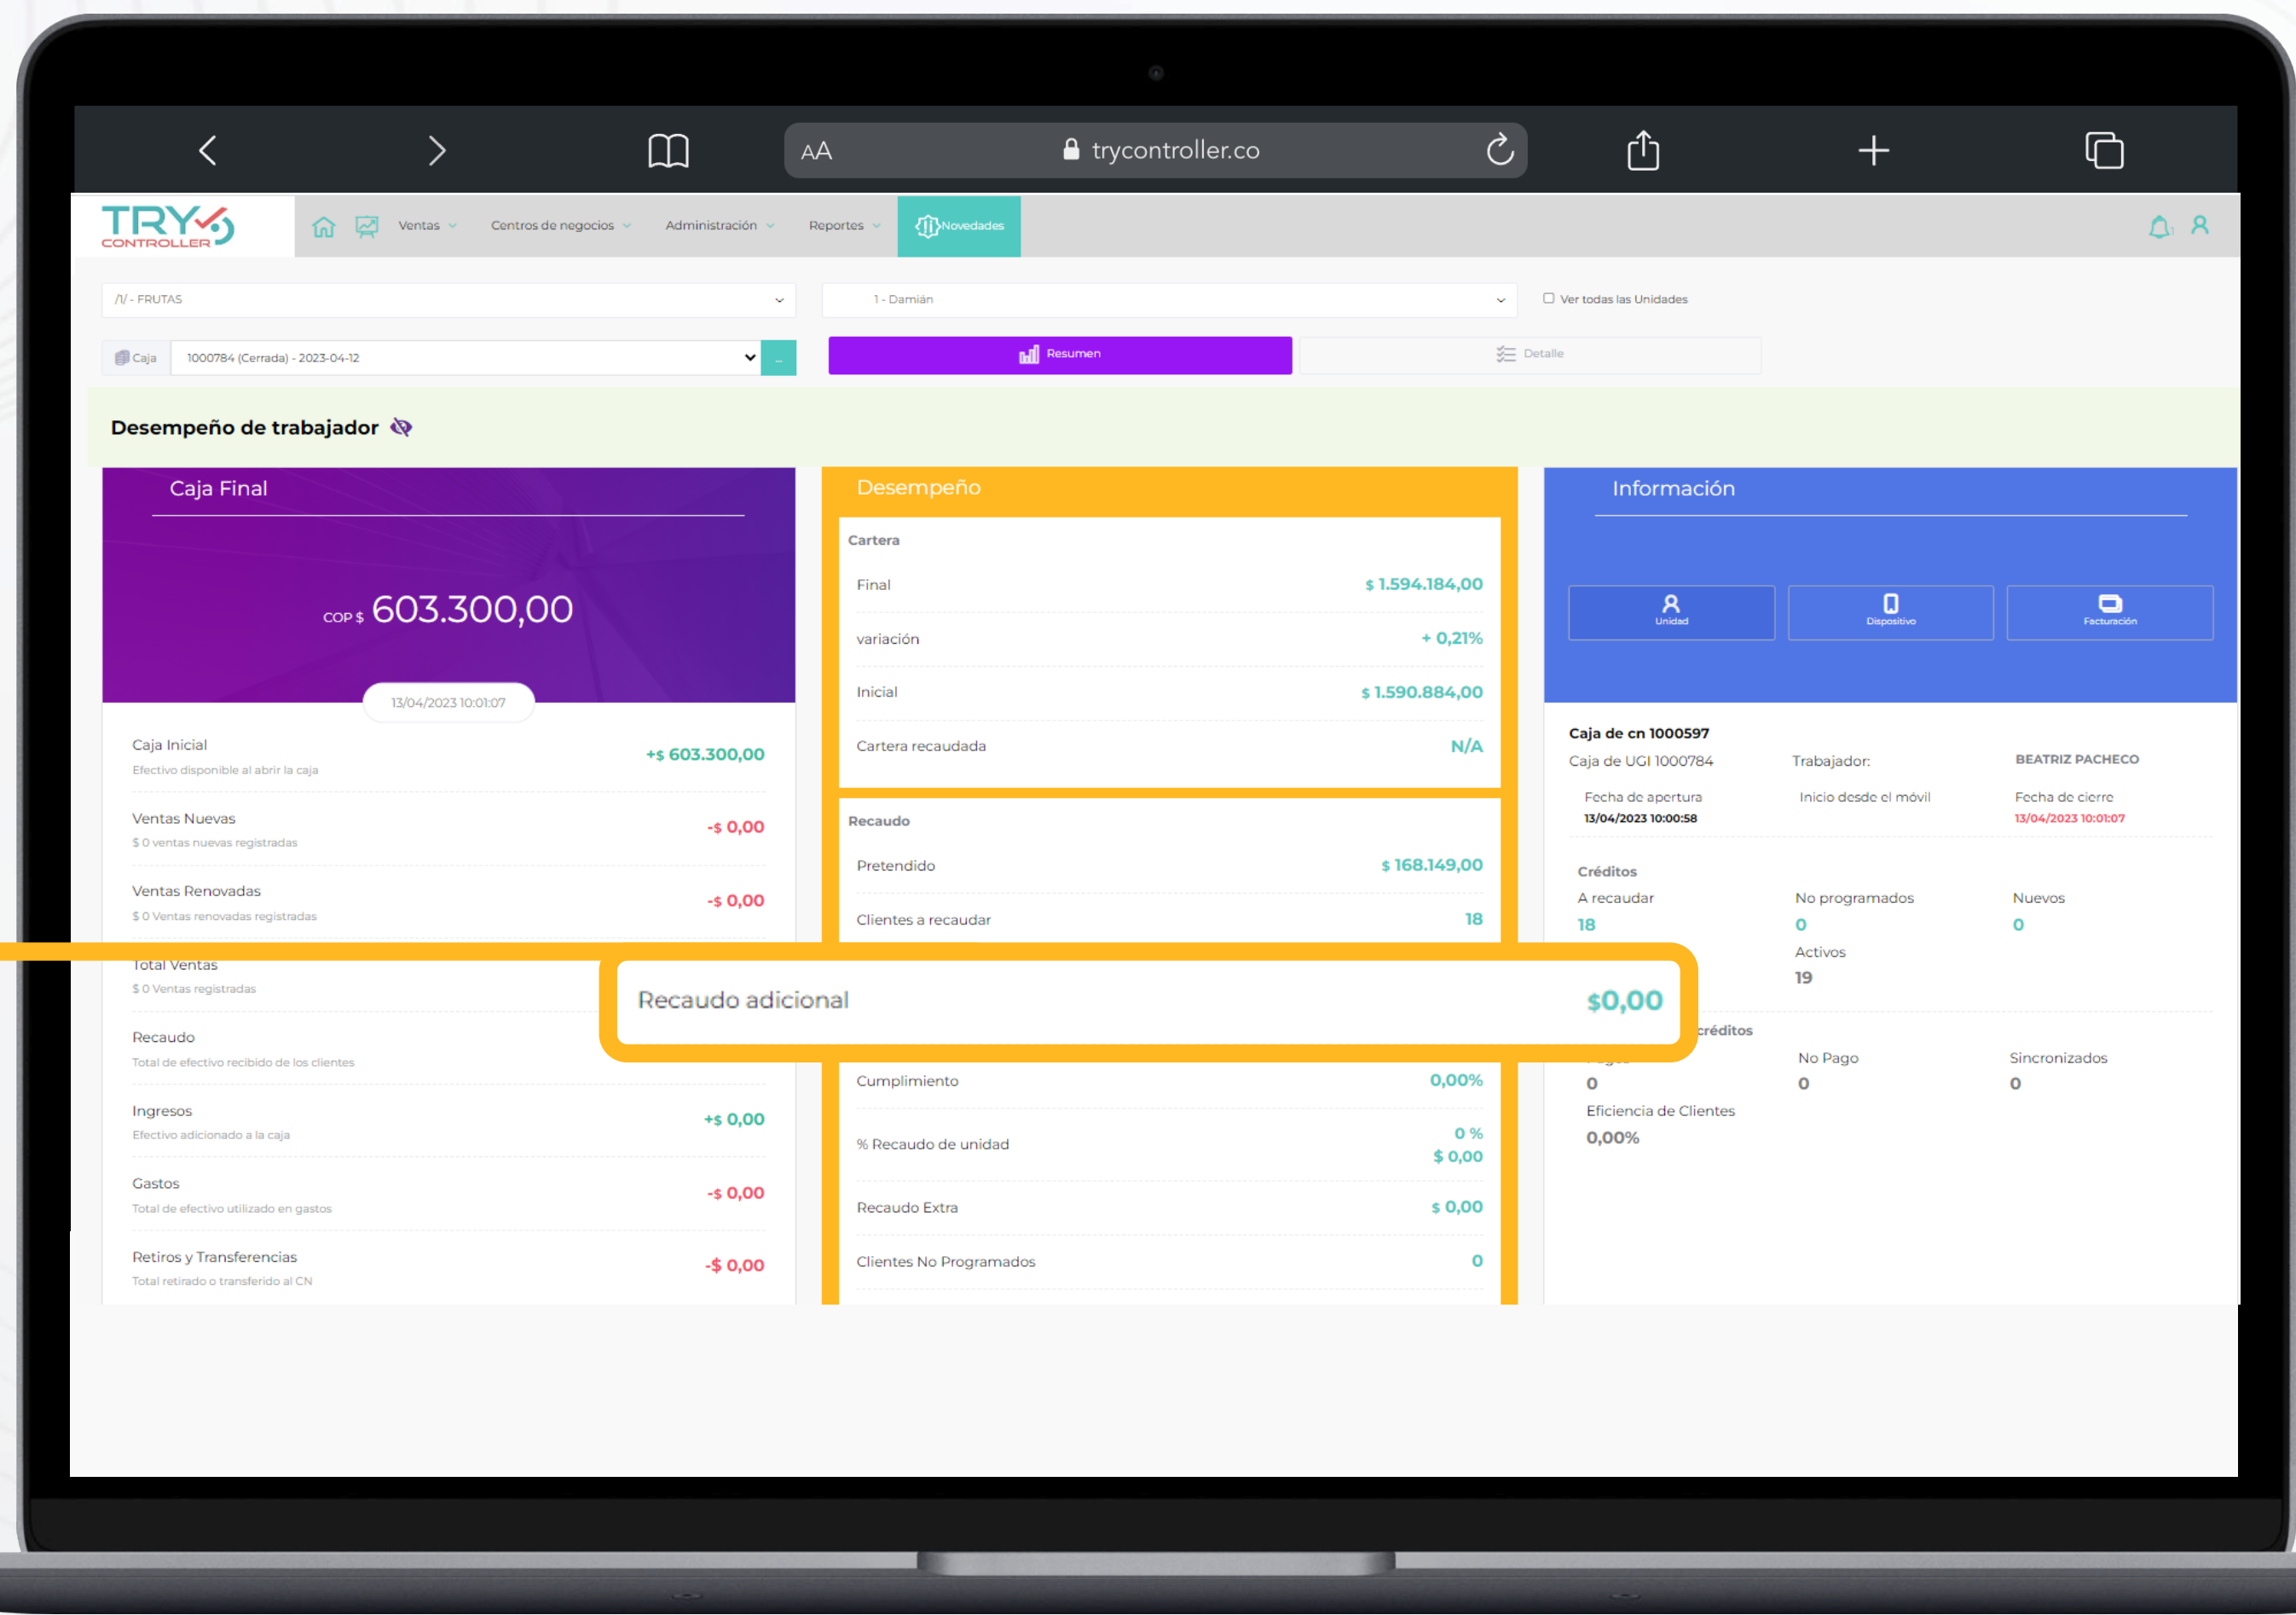 AA
trycontroller.co
TRY
CONTROLLER
Ventas
Centros de negocios
Administración
Reportes
Novedades
1
/1/ - FRUTAS
1 - Damián
Ver todas las Unidades
Caja
1000784 (Cerrada) - 2023-04-12
...
Resumen
Detalle
Desempeño de trabajador
Caja Final
COP $ 603.300,00
13/04/2023 10:01:07
Caja Inicial
+$ 603.300,00
Efectivo disponible al abrir la caja
Ventas Nuevas
-$ 0,00
$ 0 ventas nuevas registradas
Ventas Renovadas
-$ 0,00
$ 0 Ventas renovadas registradas
Total Ventas
$ 0 Ventas registradas
Recaudo
Total de efectivo recibido de los clientes
Ingresos
+$ 0,00
Efectivo adicionado a la caja
Gastos
-$ 0,00
Total de efectivo utilizado en gastos
Retiros y Transferencias
-$ 0,00
Total retirado o transferido al CN
Desempeño
Cartera
Final
$ 1.594.184,00
variación
+ 0,21%
Inicial
$ 1.590.884,00
Cartera recaudada
N/A
Recaudo
Pretendido
$ 168.149,00
Clientes a recaudar
18
Recaudo adicional
$0,00
Cumplimiento
0,00%
% Recaudo de unidad
0 %
$ 0,00
Recaudo Extra
$ 0,00
Clientes No Programados
0
Información
Unidad
Dispositivo
Facturación
Caja de cn 1000597
Caja de UGI 1000784
Trabajador:
BEATRIZ PACHECO
Fecha de apertura
Inicio desde el móvil
Fecha de cierre
13/04/2023 10:00:58
13/04/2023 10:01:07
Créditos
A recaudar
No programados
Nuevos
18
0
0
Activos
19
créditos
No Pago
Sincronizados
0
0
0
Eficiencia de Clientes
0,00%